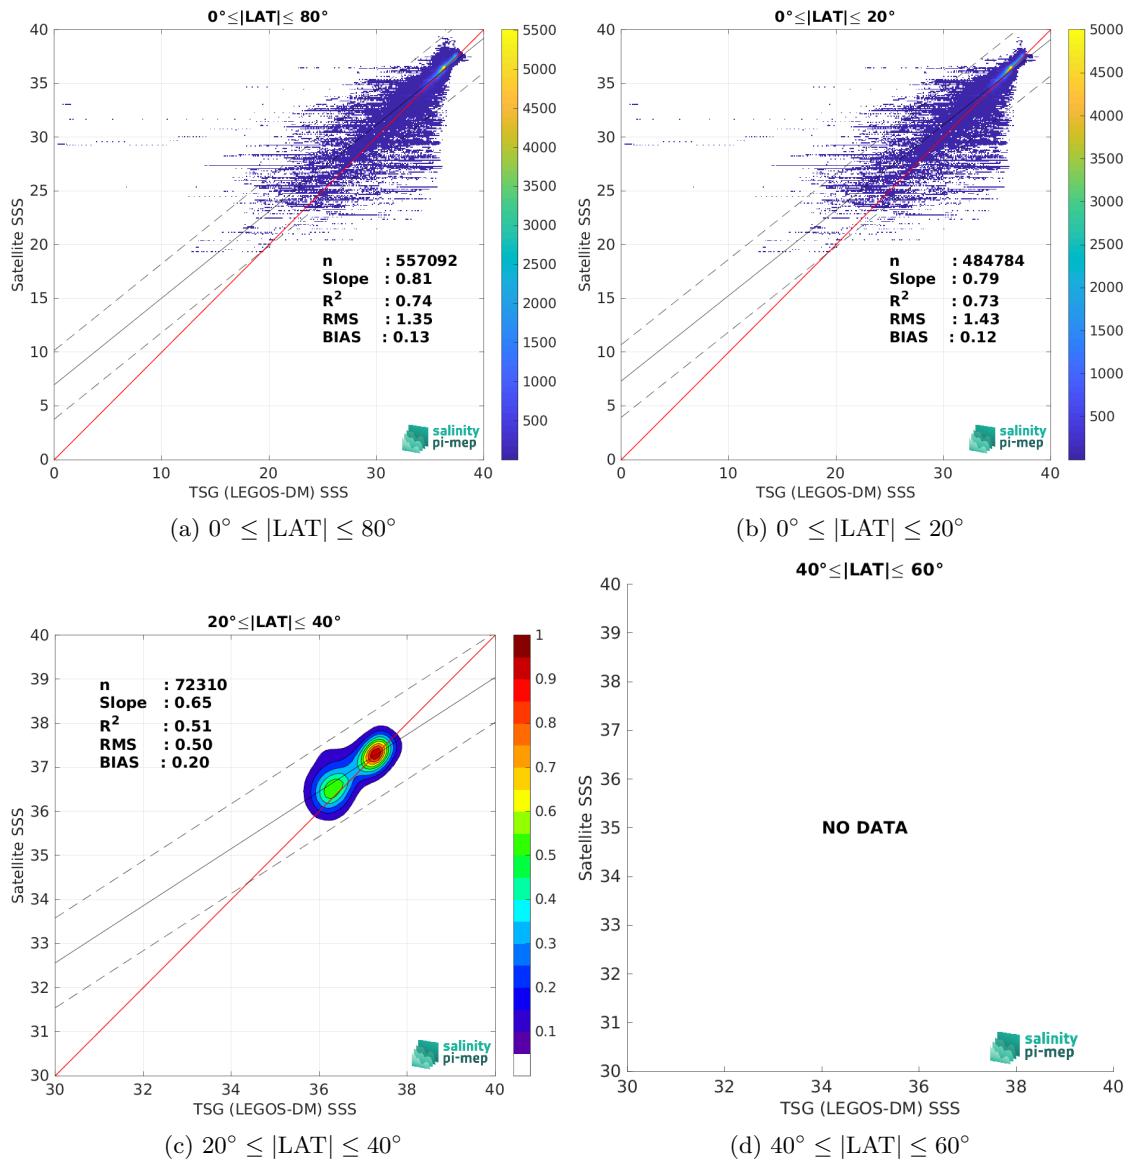 0°≤|LAT|≤ 80°
40
35
30
25
20
15
10
5
0
0
10
20
30
40
Satellite SSS
TSG (LEGOS-DM) SSS
n : 557092
Slope : 0.81
R² : 0.74
RMS : 1.35
BIAS : 0.13
salinity
pi-mep
5500
5000
4500
4000
3500
3000
2500
2000
1500
1000
500
(a) 0° ≤ |LAT| ≤ 80°
0°≤|LAT|≤ 20°
40
35
30
25
20
15
10
5
0
0
10
20
30
40
Satellite SSS
TSG (LEGOS-DM) SSS
n : 484784
Slope : 0.79
R² : 0.73
RMS : 1.43
BIAS : 0.12
salinity
pi-mep
5000
4500
4000
3500
3000
2500
2000
1500
1000
500
(b) 0° ≤ |LAT| ≤ 20°
20°≤|LAT|≤ 40°
40
39
38
37
36
35
34
33
32
31
30
30
32
34
36
38
40
Satellite SSS
TSG (LEGOS-DM) SSS
n : 72310
Slope : 0.65
R² : 0.51
RMS : 0.50
BIAS : 0.20
salinity
pi-mep
1
0.9
0.8
0.7
0.6
0.5
0.4
0.3
0.2
0.1
(c) 20° ≤ |LAT| ≤ 40°
40°≤|LAT|≤ 60°
40
39
38
37
36
35
34
33
32
31
30
30
32
34
36
38
40
Satellite SSS
TSG (LEGOS-DM) SSS
NO DATA
salinity
pi-mep
(d) 40° ≤ |LAT| ≤ 60°